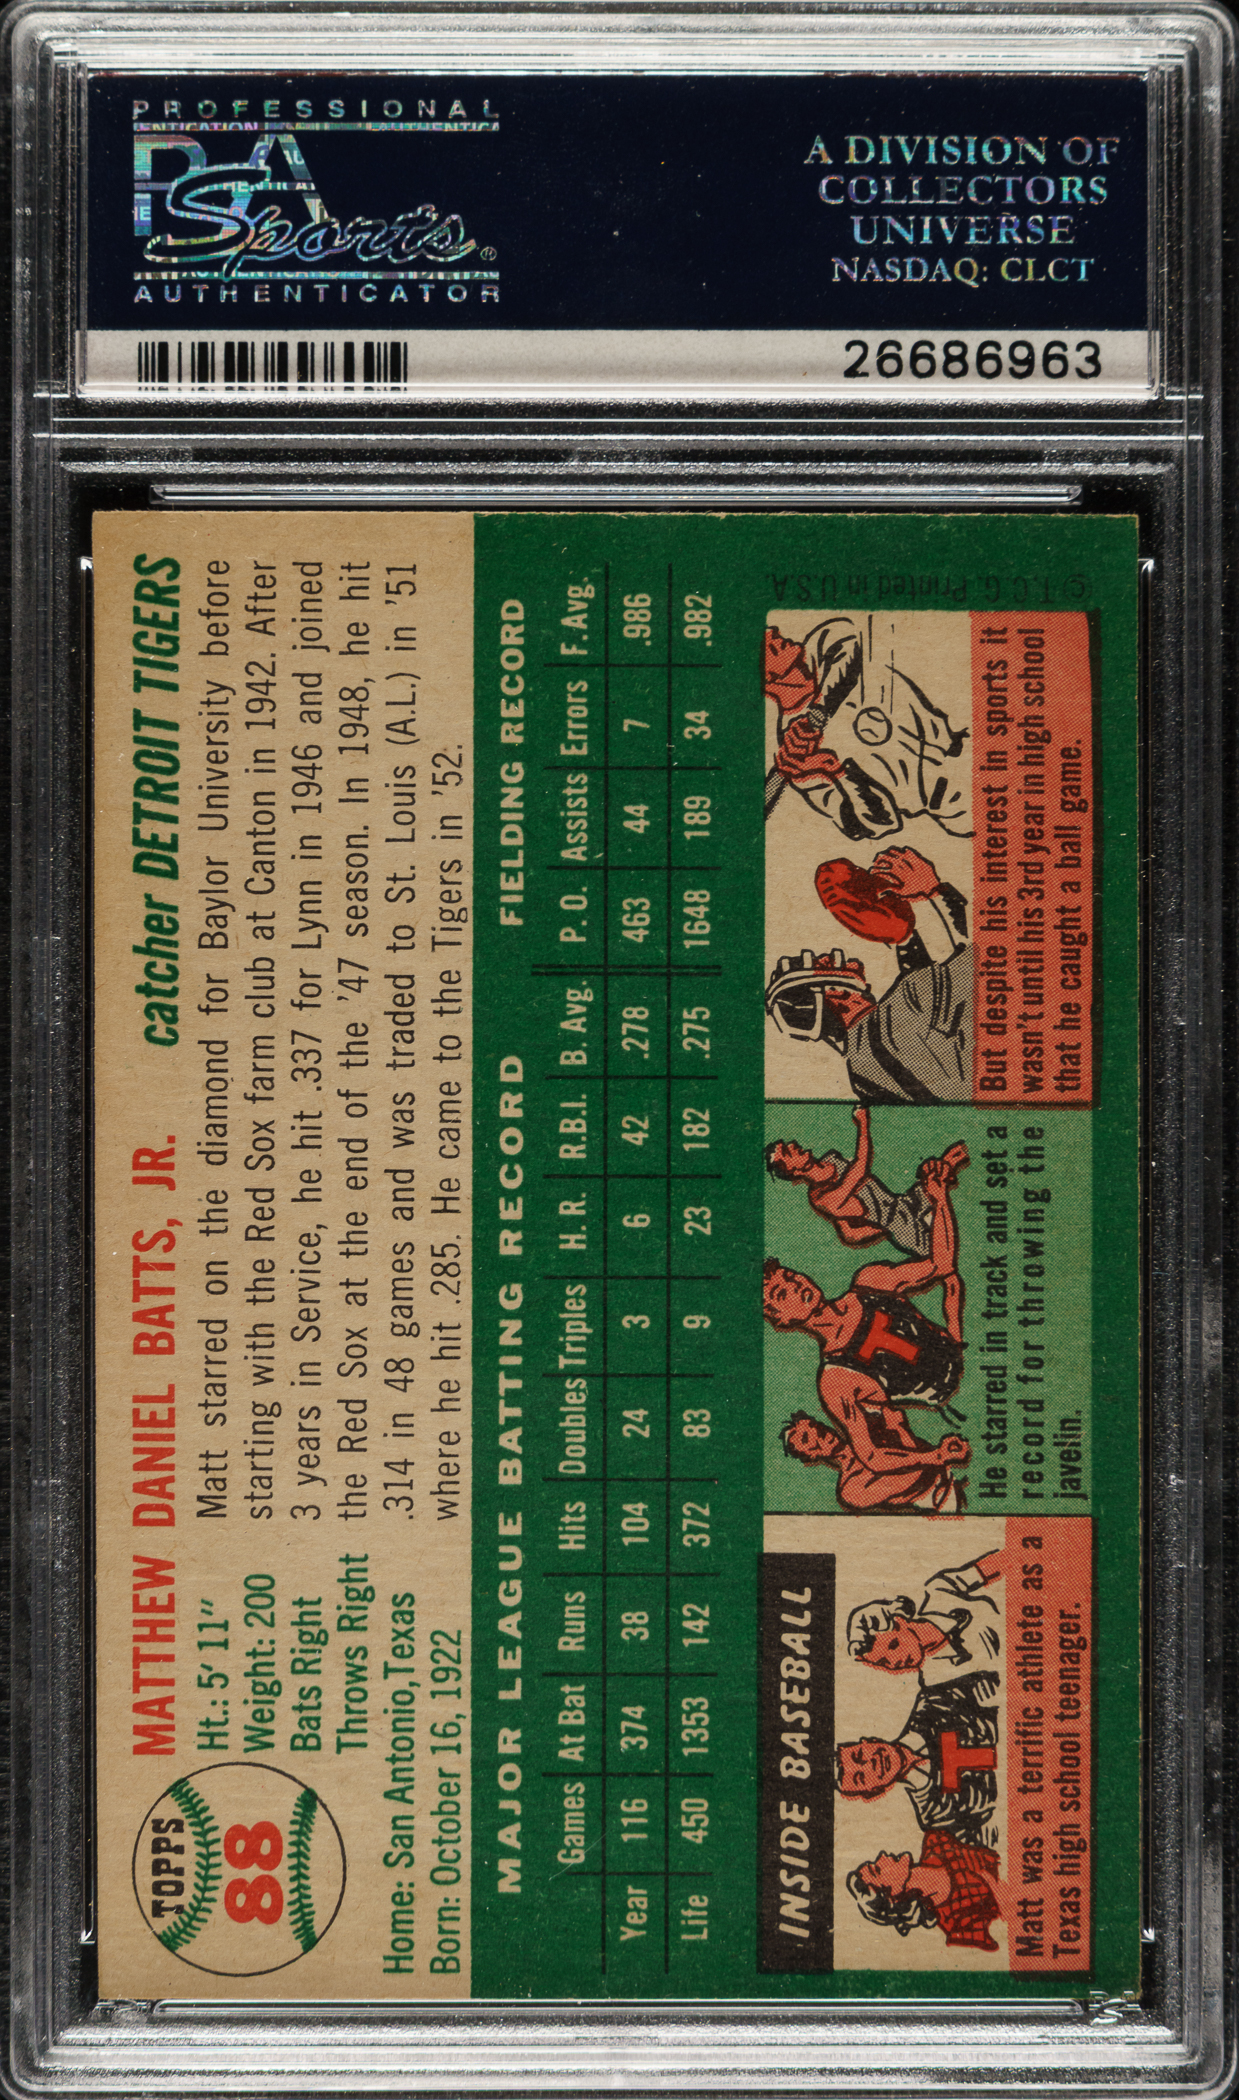 PROFESSIONAL
PSA
Sports
AUTHENTICATOR
A DIVISION OF
COLLECTORS
UNIVERSE
NASDAQ: CLCT
26686963
TOPPS
88
MATTHEW DANIEL BATTS, JR.
catcher DETROIT TIGERS
Ht.: 5' 11"
Weight: 200
Bats Right
Throws Right
Home: San Antonio, Texas
Born: October 16, 1922
Matt starred on the diamond for Baylor University before
starting with the Red Sox farm club at Canton in 1942. After
3 years in Service, he hit .337 for Lynn in 1946 and joined
the Red Sox at the end of the '47 season. In 1948, he hit
.314 in 48 games and was traded to St. Louis (A.L.) in '51
where he hit .285. He came to the Tigers in '52.
MAJOR LEAGUE BATTING RECORD FIELDING RECORD
Games At Bat Runs Hits Doubles Triples H. R. R.B.I. B. Avg. P. O. Assists Errors F. Avg.
Year 116 374 38 104 24 3 6 42 .278 463 44 7 .986
Life 450 1353 142 372 83 9 23 182 .275 1648 189 34 .982
INSIDE BASEBALL
T
Matt was a terrific athlete as a
Texas high school teenager.
T
He starred in track and set a
record for throwing the
javelin.
But despite his interest in sports it
wasn't until his 3rd year in high school
that he caught a ball game.
© T. C. G. Printed in U.S.A.